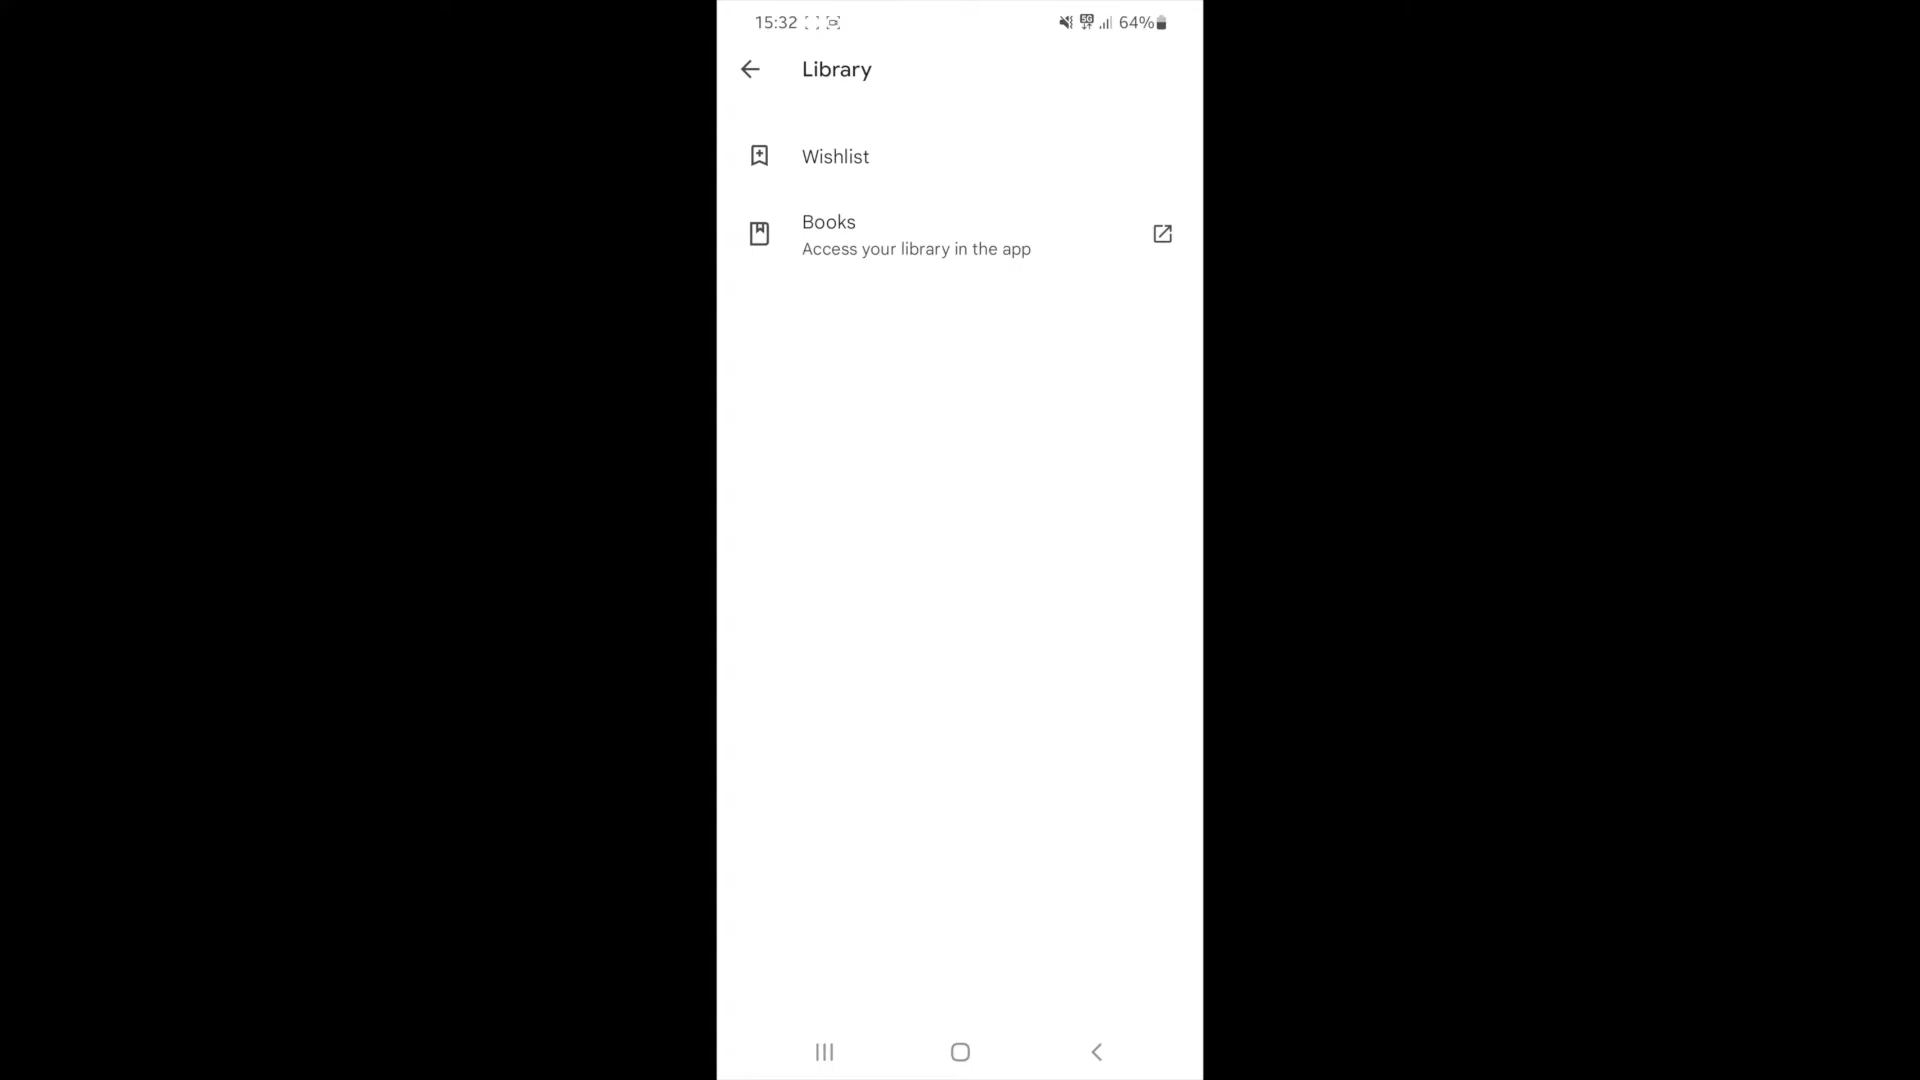 15:32 64%
Library
Wishlist
Books
Access your library in the app